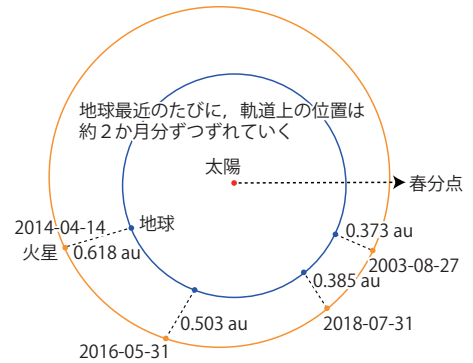 地球最近のたびに，軌道上の位置は
約２か月分ずつずれていく
太陽
春分点
2014-04-14
地球
火星
0.618 au
0.373 au
2003-08-27
0.385 au
2018-07-31
0.503 au
2016-05-31